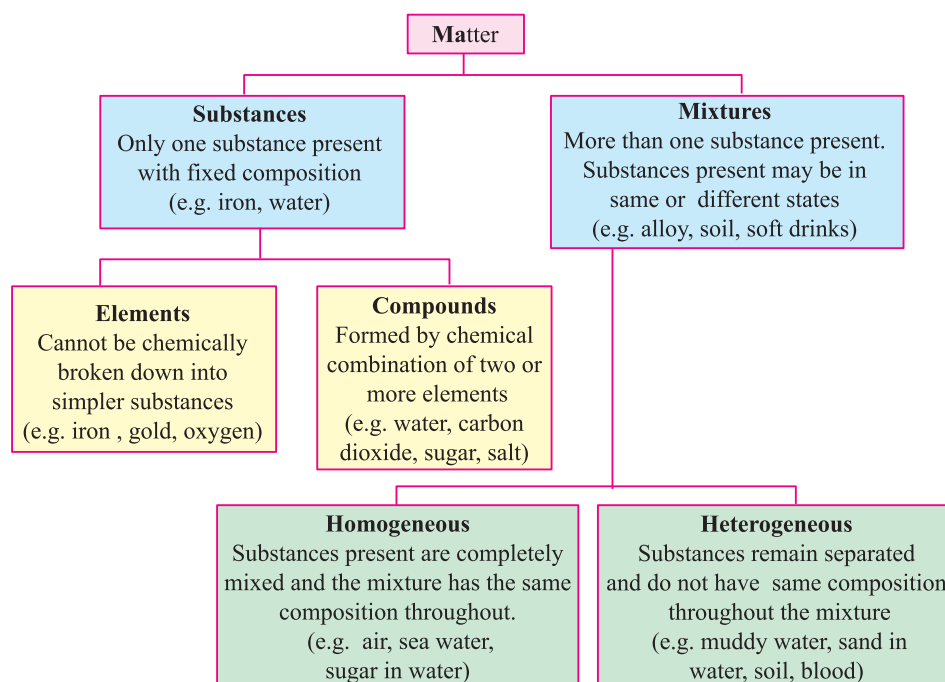 Matter
Substances
Only one substance present
with fixed composition
(e.g. iron, water)
Mixtures
More than one substance present.
Substances present may be in
same or different states
(e.g. alloy, soil, soft drinks)
Elements
Cannot be chemically
broken down into
simpler substances
(e.g. iron , gold, oxygen)
Compounds
Formed by chemical
combination of two or
more elements
(e.g. water, carbon
dioxide, sugar, salt)
Homogeneous
Substances present are completely
mixed and the mixture has the same
composition throughout.
(e.g. air, sea water,
sugar in water)
Heterogeneous
Substances remain separated
and do not have same composition
throughout the mixture
(e.g. muddy water, sand in
water, soil, blood)